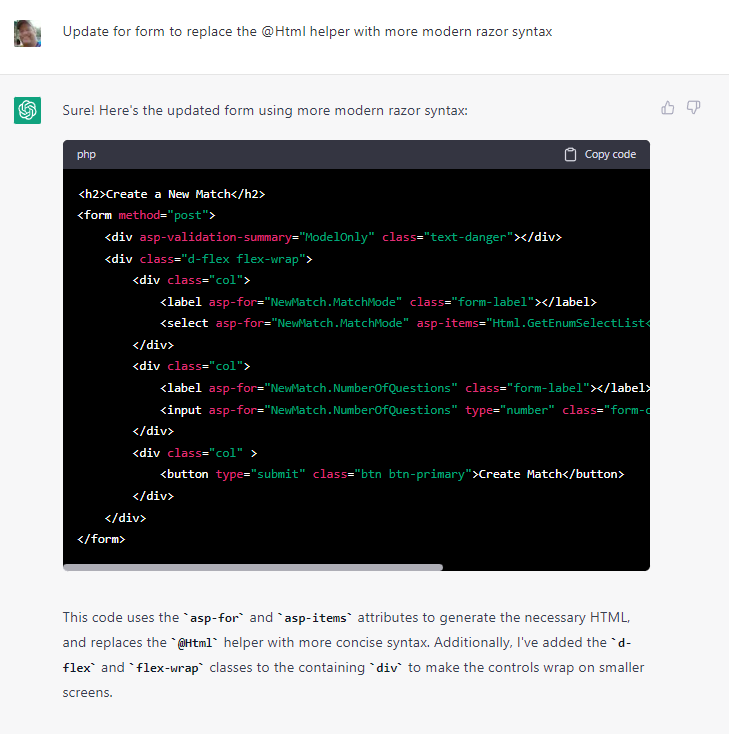 Update for form to replace the @Html helper with more modern razor syntax
Sure! Here's the updated form using more modern razor syntax:
php
Copy code
<h2>Create a New Match</h2>
<form method="post">
<div asp-validation-summary="ModelOnly" class="text-danger"></div>
<div class="d-flex flex-wrap">
<div class="col">
<label asp-for="NewMatch.MatchMode" class="form-label"></label>
<select asp-for="NewMatch.MatchMode" asp-items="Html.GetEnumSelectList<
</div>
<div class="col">
<label asp-for="NewMatch.NumberOfQuestions" class="form-label"></label>
<input asp-for="NewMatch.NumberOfQuestions" type="number" class="form-c
</div>
<div class="col" >
<button type="submit" class="btn btn-primary">Create Match</button>
</div>
</div>
</form>
This code uses the `asp-for` and `asp-items` attributes to generate the necessary HTML,
and replaces the `@Html` helper with more concise syntax. Additionally, I've added the `d-
flex` and `flex-wrap` classes to the containing `div` to make the controls wrap on smaller
screens.